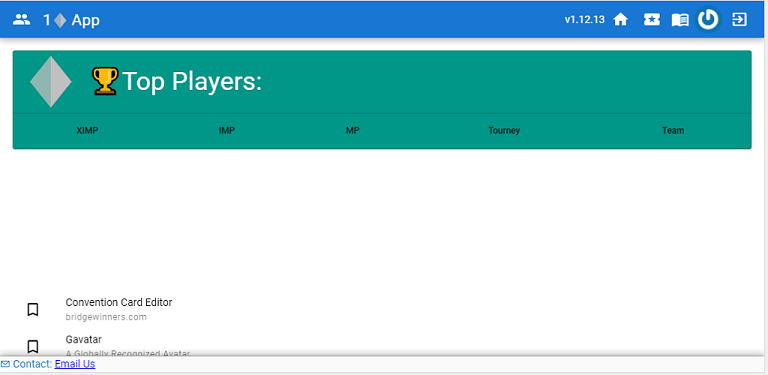 1 App
v1.12.13
Top Players:
XIMP IMP MP Tourney Team
Convention Card Editor
bridgewinners.com
Gavatar
A Globally Recognized Avatar
Contact: Email Us